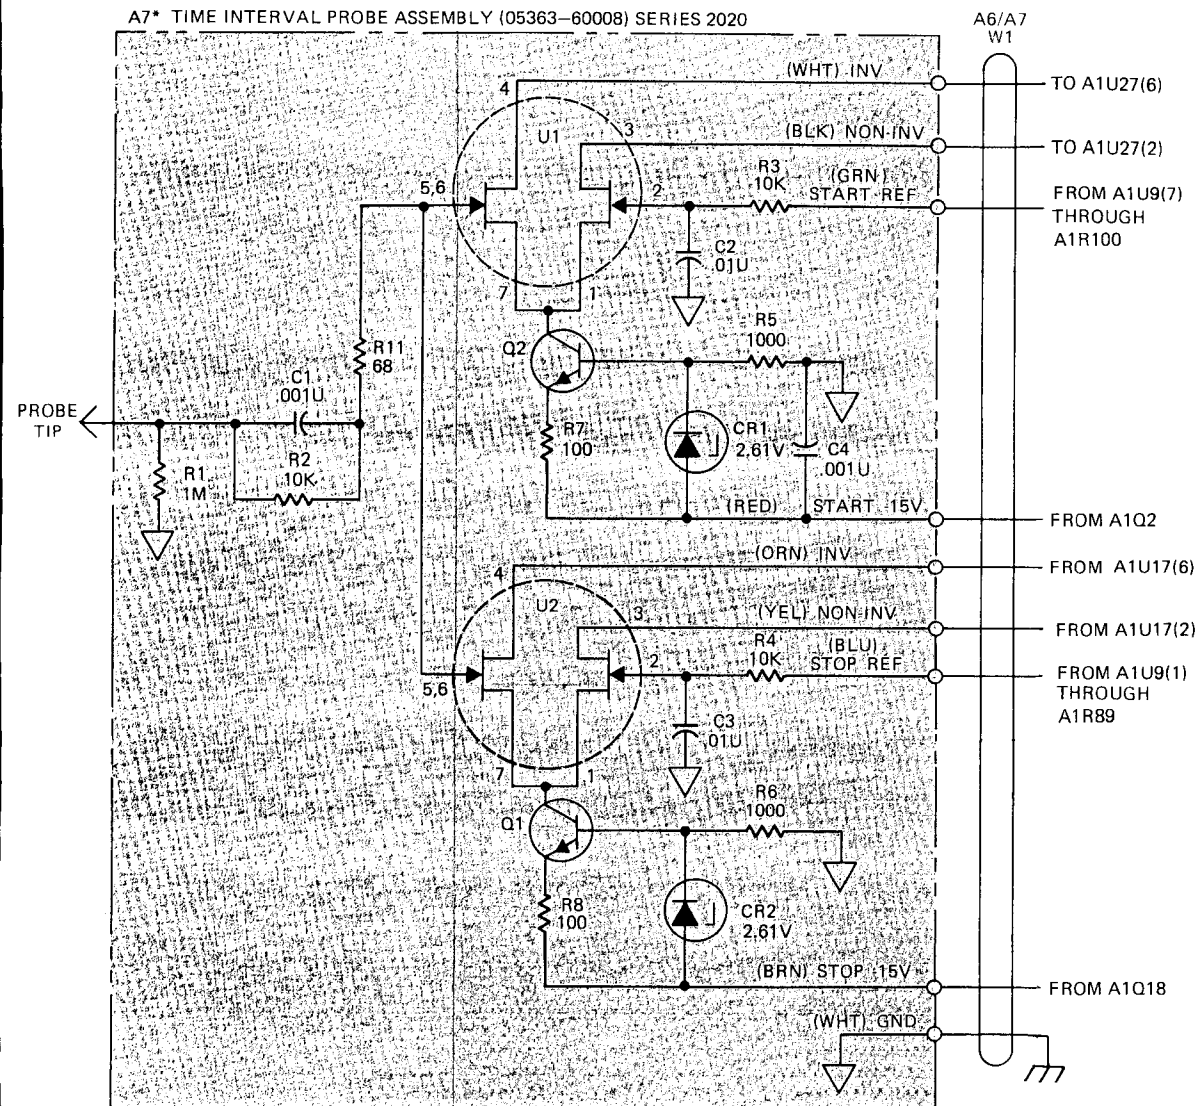 A7* TIME INTERVAL PROBE ASSEMBLY (05363–60008) SERIES 2020
A6/A7
W1
(WHT) INV
TO A1U27(6)
4
U1
3
(BLK) NON-INV
TO A1U27(2)
5,6
2
R3
10K
(GRN)
START REF
FROM A1U9(7)
THROUGH
A1R100
C2
.01U
7
1
R5
1000
Q2
R11
68
C1
.001U
PROBE
TIP
R7
100
CR1
2.61V
C4
.001U
R1
1M
R2
10K
(RED)
START
15V
FROM A1Q2
(ORN) INV
FROM A1U17(6)
4
U2
3
(YEL) NON-INV
FROM A1U17(2)
5,6
2
R4
10K
(BLU)
STOP REF
FROM A1U9(1)
THROUGH
A1R89
C3
.01U
7
1
R6
1000
Q1
R8
100
CR2
2.61V
(BRN) STOP
15V
FROM A1Q18
(WHT) GND